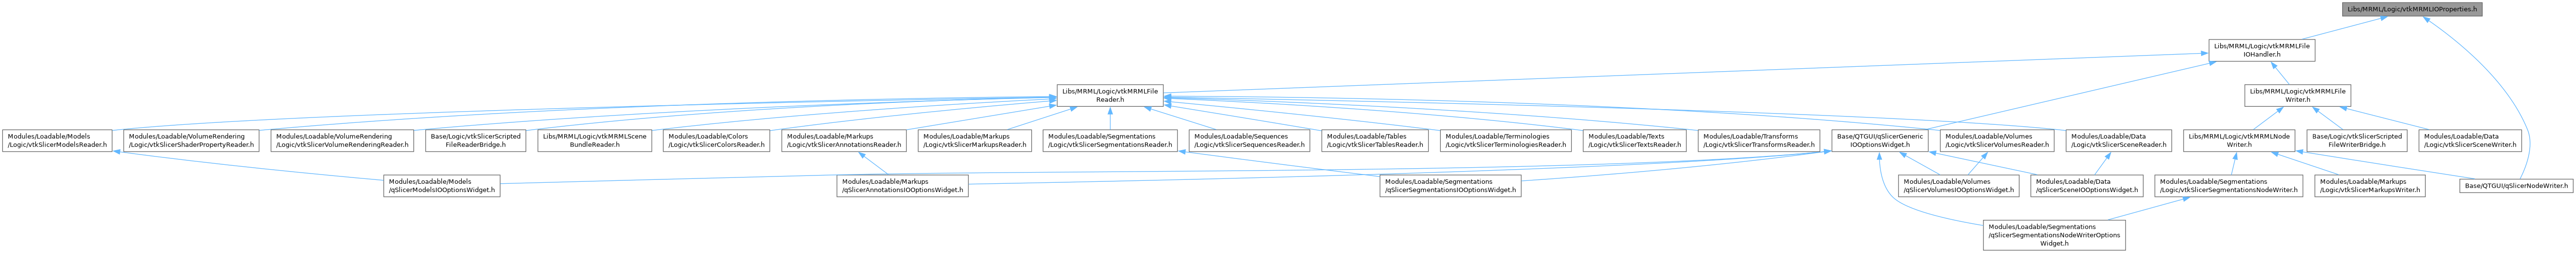 Libs/MRML/Logic/vtkMRMLIOProperties.h
Libs/MRML/Logic/vtkMRMLFile
IOHandler.h
Libs/MRML/Logic/vtkMRMLFile
Reader.h
Libs/MRML/Logic/vtkMRMLFile
Writer.h
Modules/Loadable/Models
/Logic/vtkSlicerModelsReader.h
Modules/Loadable/VolumeRendering
/Logic/vtkSlicerShaderPropertyReader.h
Modules/Loadable/VolumeRendering
/Logic/vtkSlicerVolumeRenderingReader.h
Base/Logic/vtkSlicerScripted
FileReaderBridge.h
Libs/MRML/Logic/vtkMRMLScene
BundleReader.h
Modules/Loadable/Colors
/Logic/vtkSlicerColorsReader.h
Modules/Loadable/Markups
/Logic/vtkSlicerAnnotationsReader.h
Modules/Loadable/Markups
/Logic/vtkSlicerMarkupsReader.h
Modules/Loadable/Segmentations
/Logic/vtkSlicerSegmentationsReader.h
Modules/Loadable/Sequences
/Logic/vtkSlicerSequencesReader.h
Modules/Loadable/Tables
/Logic/vtkSlicerTablesReader.h
Modules/Loadable/Terminologies
/Logic/vtkSlicerTerminologiesReader.h
Modules/Loadable/Texts
/Logic/vtkSlicerTextsReader.h
Modules/Loadable/Transforms
/Logic/vtkSlicerTransformsReader.h
Base/QTGUI/qSlicerGeneric
IOOptionsWidget.h
Modules/Loadable/Volumes
/Logic/vtkSlicerVolumesReader.h
Modules/Loadable/Data
/Logic/vtkSlicerSceneReader.h
Libs/MRML/Logic/vtkMRMLNode
Writer.h
Base/Logic/vtkSlicerScripted
FileWriterBridge.h
Modules/Loadable/Data
/Logic/vtkSlicerSceneWriter.h
Modules/Loadable/Models
/qSlicerModelsIOOptionsWidget.h
Modules/Loadable/Markups
/qSlicerAnnotationsIOOptionsWidget.h
Modules/Loadable/Segmentations
/qSlicerSegmentationsIOOptionsWidget.h
Modules/Loadable/Volumes
/qSlicerVolumesIOOptionsWidget.h
Modules/Loadable/Data
/qSlicerSceneIOOptionsWidget.h
Modules/Loadable/Segmentations
/Logic/vtkSlicerSegmentationsNodeWriter.h
Modules/Loadable/Markups
/Logic/vtkSlicerMarkupsWriter.h
Base/QTGUI/qSlicerNodeWriter.h
Modules/Loadable/Segmentations
/qSlicerSegmentationsNodeWriterOptions
Widget.h